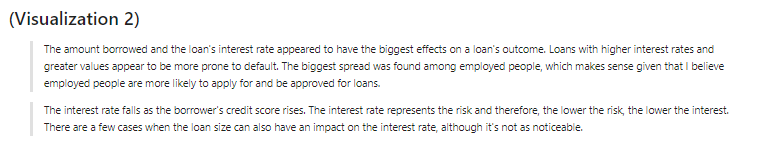 (Visualization 2)
The amount borrowed and the loan's interest rate appeared to have the biggest effects on a loan's outcome. Loans with higher interest rates and
greater values appear to be more prone to default. The biggest spread was found among employed people, which makes sense given that I believe
employed people are more likely to apply for and be approved for loans.
The interest rate falls as the borrower's credit score rises. The interest rate represents the risk and therefore, the lower the risk, the lower the interest.
There are a few cases when the loan size can also have an impact on the interest rate, although it's not as noticeable.